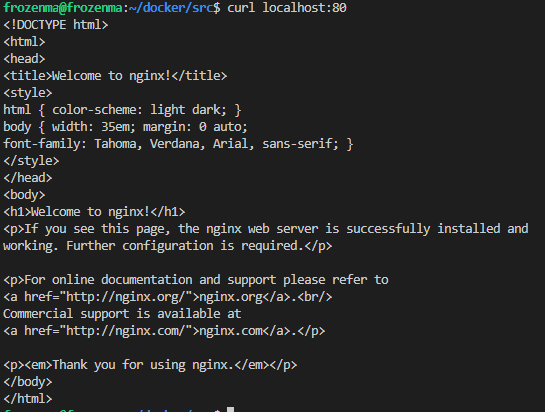 frozenma@frozenma:~/docker/src$ curl localhost:80
<!DOCTYPE html>
<html>
<head>
<title>Welcome to nginx!</title>
<style>
html { color-scheme: light dark; }
body { width: 35em; margin: 0 auto;
font-family: Tahoma, Verdana, Arial, sans-serif; }
</style>
</head>
<body>
<h1>Welcome to nginx!</h1>
<p>If you see this page, the nginx web server is successfully installed and
working. Further configuration is required.</p>

<p>For online documentation and support please refer to
<a href="http://nginx.org/">nginx.org</a>.<br/>
Commercial support is available at
<a href="http://nginx.com/">nginx.com</a>.</p>

<p><em>Thank you for using nginx.</em></p>
</body>
</html>